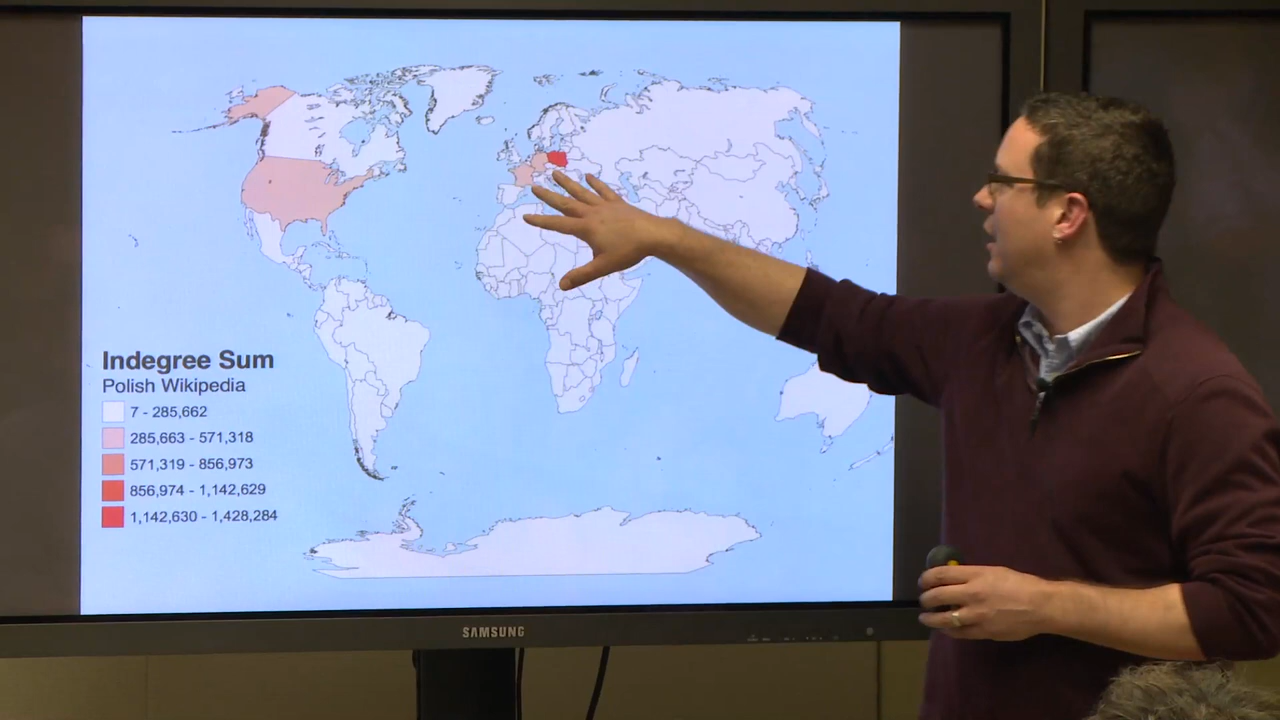 Indegree Sum
Polish Wikipedia
7 - 285,662
285,663 - 571,318
571,319 - 856,973
856,974 - 1,142,629
1,142,630 - 1,428,284
SAMSUNG